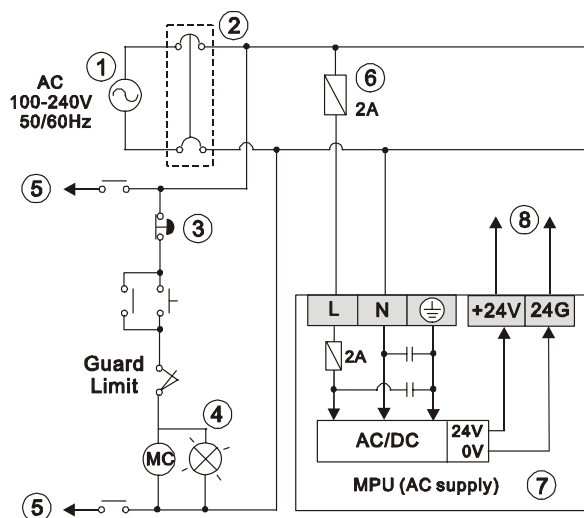 1
2
AC
100-240V
50/60Hz
6
2A
5
3
8
L N +24V 24G
2A
Guard
Limit
4
MC
AC/DC
24V
0V
MPU (AC supply)
7
5